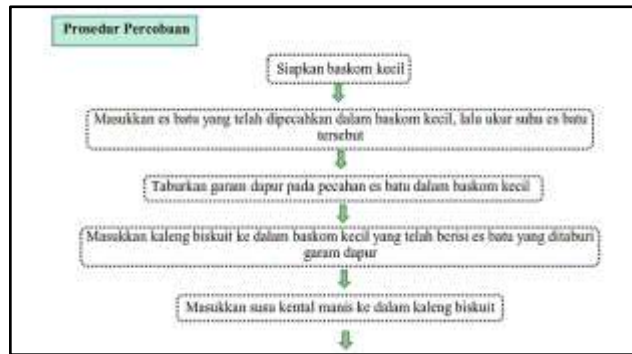 Prosedur Percobaan
Siapkan baskom kecil
Masukkan es batu yang telah dipecahkan dalam baskom kecil, lalu ukur suhu es batu
tersebut
Taburkan garam dapur pada pecahan es batu dalam baskom kecil
Masukkan kaleng biskuit ke dalam baskom kecil yang telah berisi es batu yang ditaburi
garam dapur
Masukkan susu kental manis ke dalam kaleng biskuit